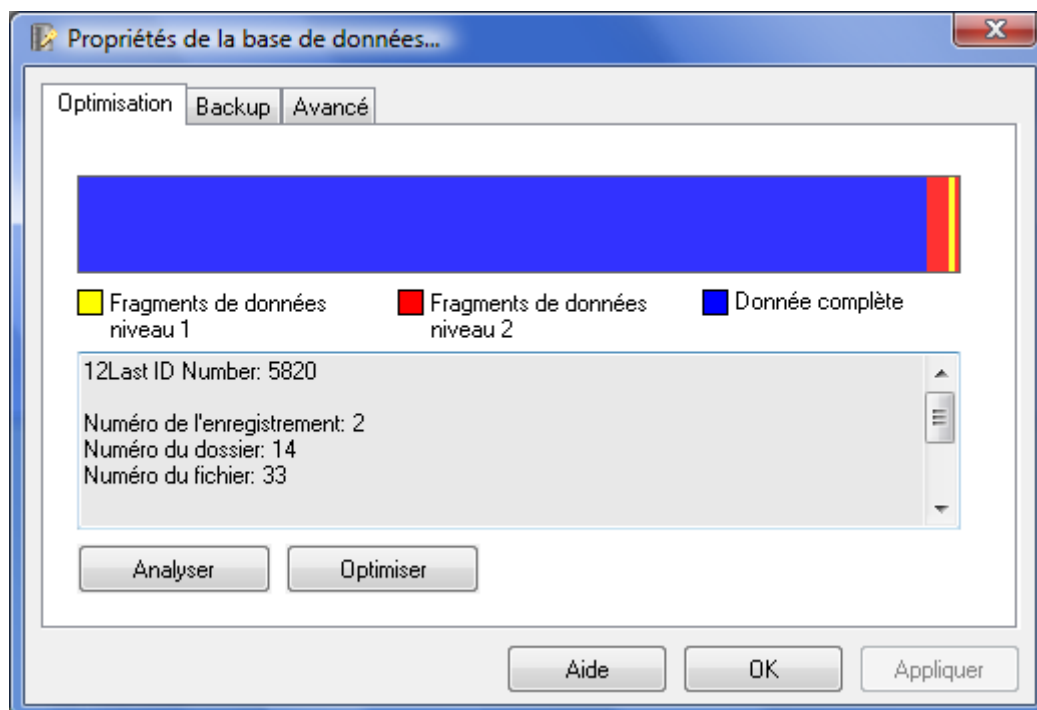 Propriétés de la base de données...
Optimisation Backup Avancé
Fragments de données niveau 1
Fragments de données niveau 2
Donnée complète
12Last ID Number: 5820
Numéro de l'enregistrement: 2
Numéro du dossier: 14
Numéro du fichier: 33
Analyser Optimiser
Aide OK Appliquer